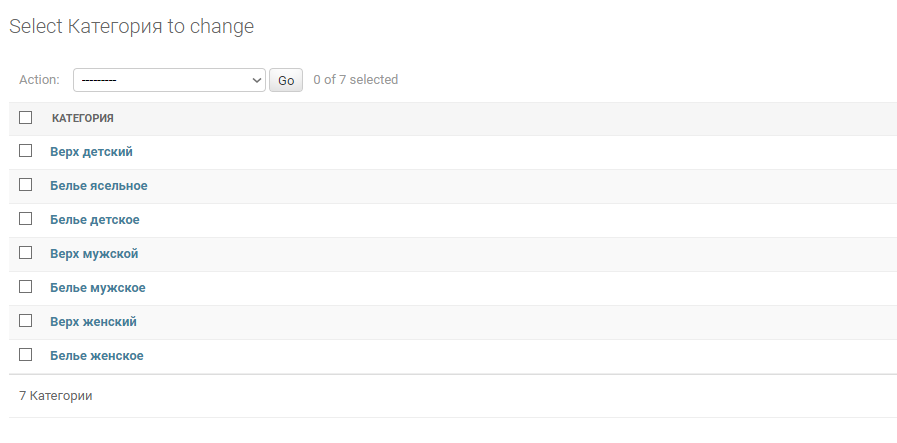 Select Категория to change
Action: --------- Go 0 of 7 selected
КАТЕГОРИЯ
Верх детский
Белье ясельное
Белье детское
Верх мужской
Белье мужское
Верх женский
Белье женское
7 Категории